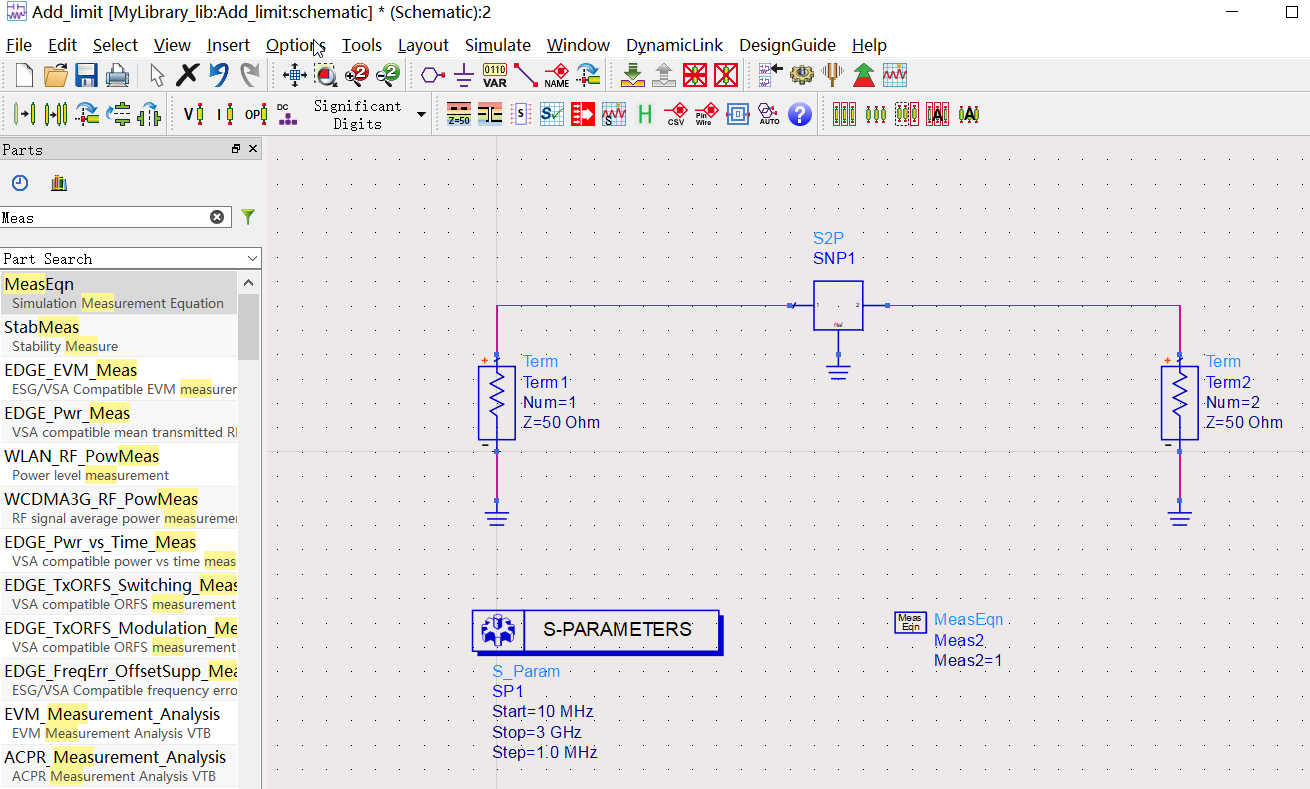 Add_limit [MyLibrary_lib:Add_limit:schematic] * (Schematic):2
File Edit Select View Insert Options Tools Layout Simulate Window DynamicLink DesignGuide Help
0110
VAR
NAME
V I OPI DC
Significant
Digits
Z=50
S
S
S
H
CSV
Pin
Wire
AUTO
?
A
A
Parts
Meas
Part Search
MeasEqn
Simulation Measurement Equation
StabMeas
Stability Measure
EDGE_EVM_Meas
ESG/VSA Compatible EVM measurer
EDGE_Pwr_Meas
VSA compatible mean transmitted RI
WLAN_RF_PowMeas
Power level measurement
WCDMA3G_RF_PowMeas
RF signal average power measuremen
EDGE_Pwr_vs_Time_Meas
VSA compatible power vs time meas
EDGE_TxORFS_Switching_Meas
VSA compatible ORFS measurement
EDGE_TxORFS_Modulation_Me
VSA compatible ORFS measurement
EDGE_FreqErr_OffsetSupp_Mea
ESG/VSA Compatible frequency erro
EVM_Measurement_Analysis
EVM Measurement Analysis VTB
ACPR_Measurement_Analysis
ACPR Measurement Analysis VTB
S2P
SNP1
1 2
Ref
+
Term
Term1
Num=1
Z=50 Ohm
-
+
Term
Term2
Num=2
Z=50 Ohm
-
S-PARAMETERS
S_Param
SP1
Start=10 MHz
Stop=3 GHz
Step=1.0 MHz
Meas
Eqn
MeasEqn
Meas2
Meas2=1